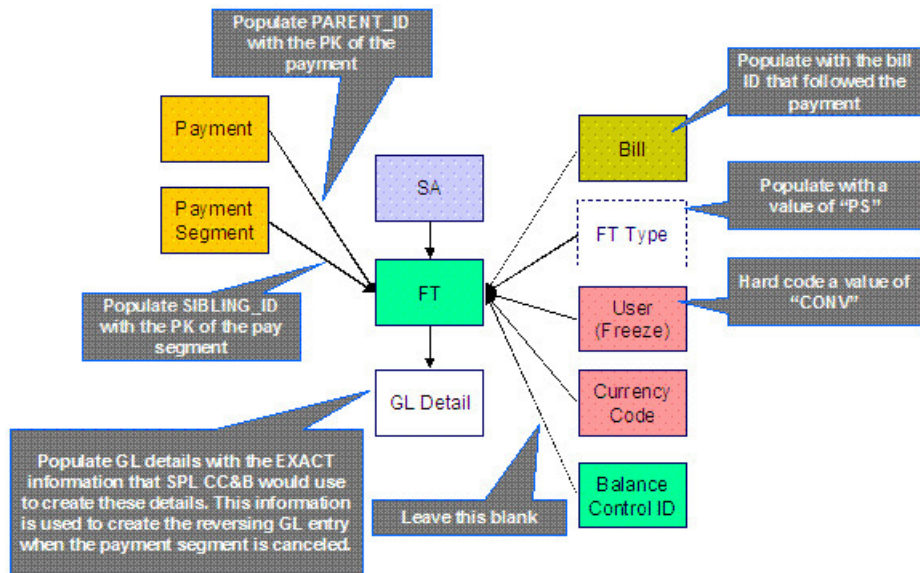 Populate PARENT_ID
with the PK of the
payment
Populate with the bill
ID that followed the
payment
Payment
Bill
SA
Populate with a
value of “PS”
Payment
Segment
FT Type
FT
Hard code a value of
“CONV”
Populate SIBLING_ID
with the PK of the pay
segment
User
(Freeze)
GL Detail
Currency
Code
Populate GL details with the EXACT
information that SPL CC&B would use
to create these details. This information
is used to create the reversing GL entry
when the payment segment is canceled.
Leave this blank
Balance
Control ID